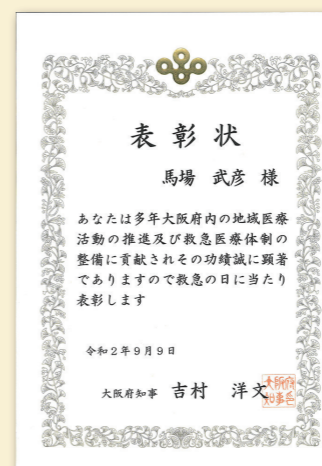 表彰状
馬場 武彦 様
あなたは多年大阪府内の地域医療
活動の推進及び救急医療体制の
整備に貢献されその功績誠に顕著
でありますので救急の日に当たり
表彰します
令和2年9月9日
大阪府知事 吉村 洋文